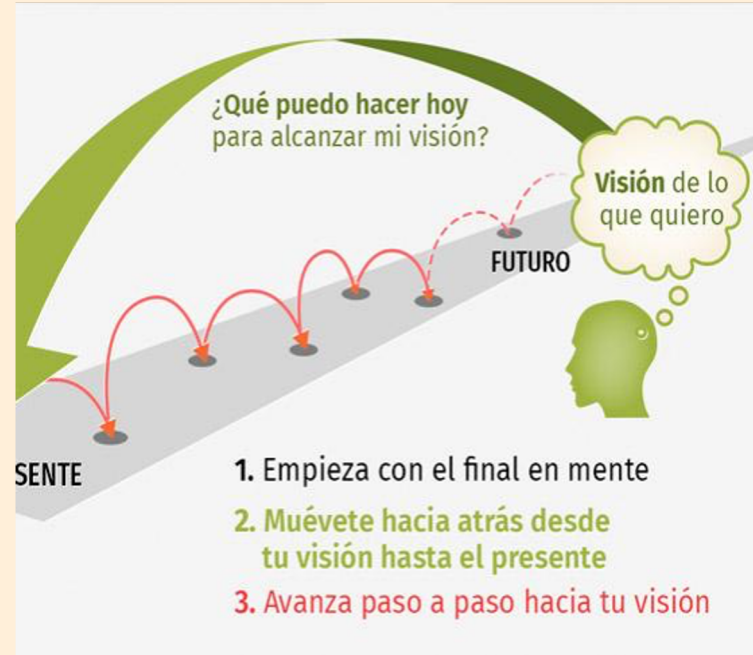 ¿Qué puedo hacer hoy
para alcanzar mi visión?
Visión de lo
que quiero
FUTURO
SENTE
1. Empieza con el final en mente
2. Muévete hacia atrás desde
tu visión hasta el presente
3. Avanza paso a paso hacia tu visión